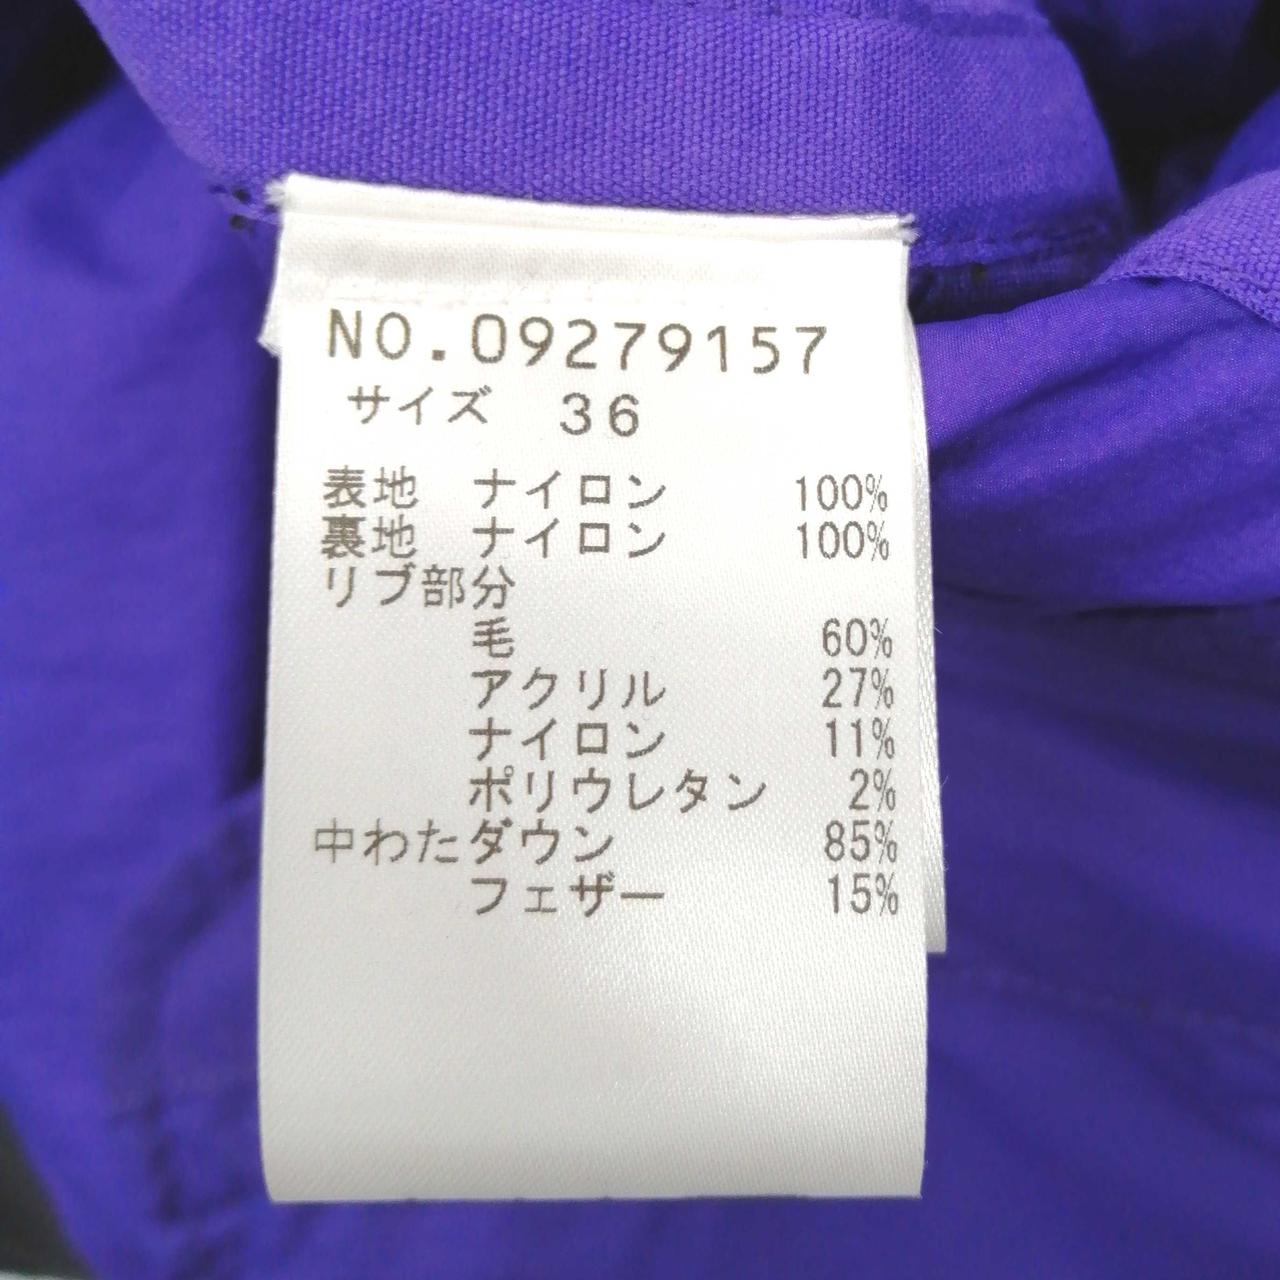 NO.09279157
サイズ 36
表地 ナイロン 100%
裏地 ナイロン 100%
リブ部分
毛 60%
アクリル 27%
ナイロン 11%
ポリウレタン 2%
中わたダウン 85%
フェザー 15%